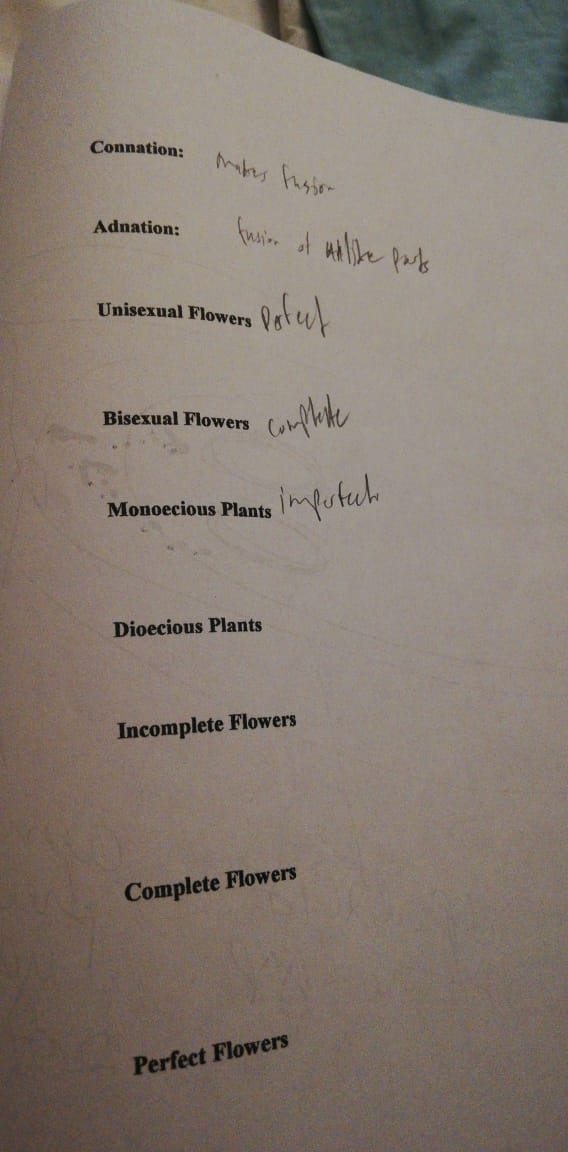 Connation: makes fusion
Adnation: fusion of unlike parts
Unisexual Flowers Perfect
Bisexual Flowers complete
Monoecious Plants imperfect
Dioecious Plants
Incomplete Flowers
Complete Flowers
Perfect Flowers